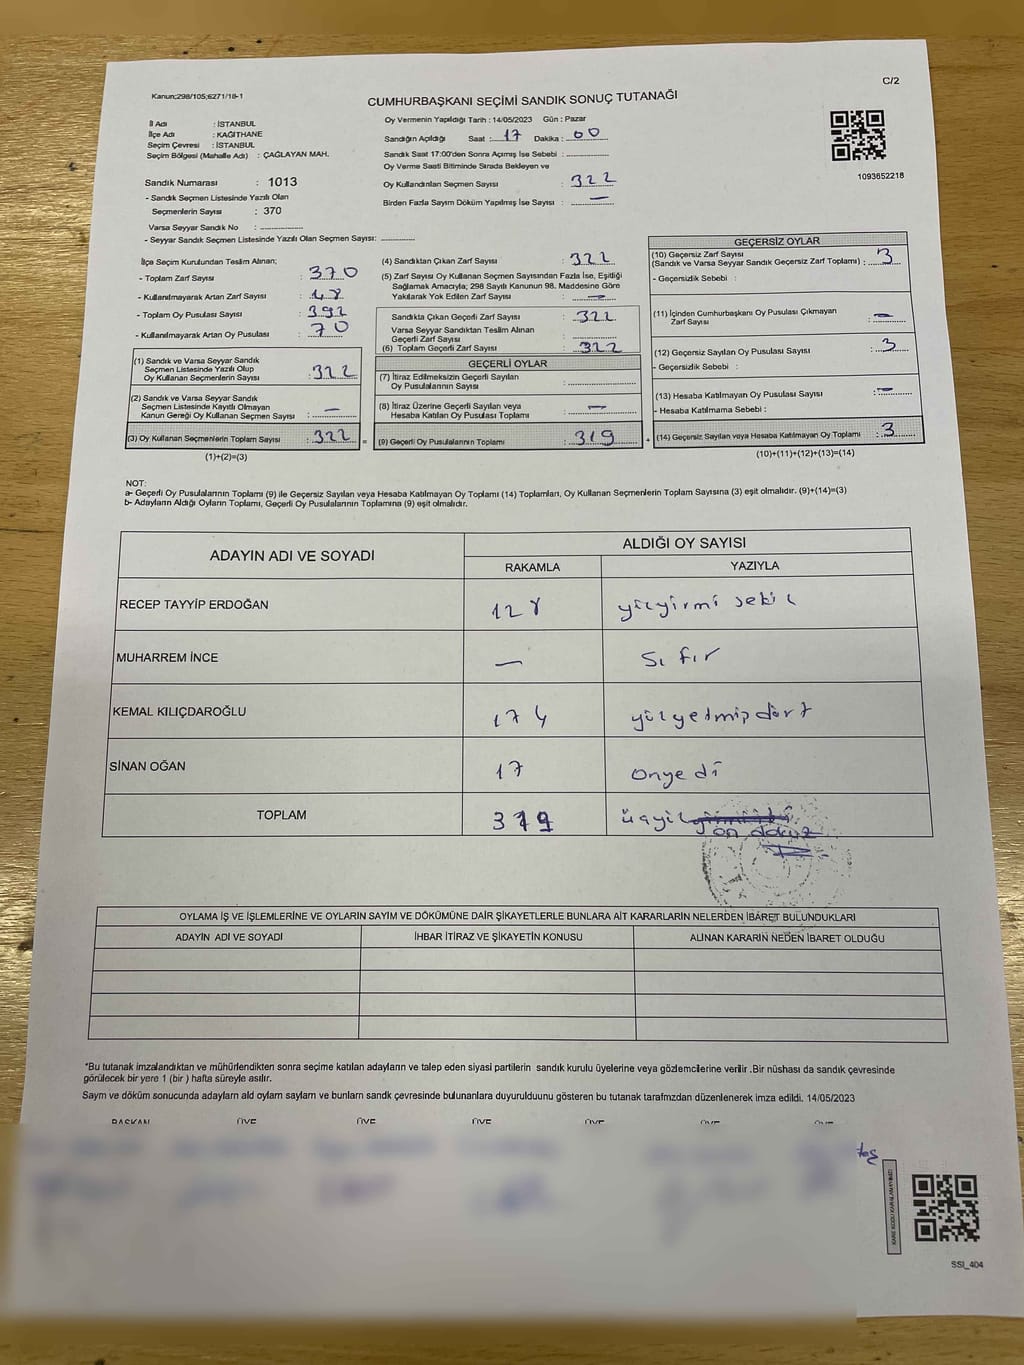 C/2
Kanun:298/105;6271/18-1
CUMHURBAŞKANI SEÇİMİ SANDIK SONUÇ TUTANAĞI
İl Adı : İSTANBUL
İlçe Adı : KAĞITHANE
Seçim Çevresi : İSTANBUL
Seçim Bölgesi (Mahalle Adı) : ÇAĞLAYAN MAH.
Oy Vermenin Yapıldığı Tarih : 14/05/2023 Gün : Pazar
Sandığın Açıldığı Saat : 17 Dakika : 00
Sandık Saat 17:00'den Sonra Açımış İse Sebebi :
Oy Verme Saati Bitiminde Sırada Bekleyen ve
Oy Kullandırılan Seçmen Sayısı : 322
Birden Fazla Sayım Döküm Yapılmış İse Sayısı : —
1093652218
Sandık Numarası : 1013
- Sandık Seçmen Listesinde Yazılı Olan
Seçmenlerin Sayısı : 370
Varsa Seyyar Sandık No :
- Seyyar Sandık Seçmen Listesinde Yazılı Olan Seçmen Sayısı:
İlçe Seçim Kurulundan Teslim Alınan;
- Toplam Zarf Sayısı : 370
- Kullanılmayarak Artan Zarf Sayısı : 48
- Toplam Oy Pusulası Sayısı : 392
- Kullanılmayarak Artan Oy Pusulası : 70
(1) Sandık ve Varsa Seyyar Sandık
Seçmen Listesinde Yazılı Olup
Oy Kullanan Seçmenlerin Sayısı : 322
(2) Sandık ve Varsa Seyyar Sandık
Seçmen Listesinde Kayıtlı Olmayan
Kanun Gereği Oy Kullanan Seçmen Sayısı : —
(3) Oy Kullanan Seçmenlerin Toplam Sayısı : 322 =
(1)+(2)=(3)
(4) Sandıktan Çıkan Zarf Sayısı : 322
(5) Zarf Sayısı Oy Kullanan Seçmen Sayısından Fazla İse, Eşitliği
Sağlamak Amacıyla; 298 Sayılı Kanunun 98. Maddesine Göre
Yakılarak Yok Edilen Zarf Sayısı : —
Sandıkta Çıkan Geçerli Zarf Sayısı : 322
Varsa Seyyar Sandıktan Teslim Alınan
Geçerli Zarf Sayısı :
(6) Toplam Geçerli Zarf Sayısı : 322
GEÇERLİ OYLAR
(7) İtiraz Edilmeksizin Geçerli Sayılan
Oy Pusulalarının Sayısı :
(8) İtiraz Üzerine Geçerli Sayılan veya
Hesaba Katılan Oy Pusulası Toplamı : —
(9) Geçerli Oy Pusulalarının Toplamı : 319 +
GEÇERSİZ OYLAR
(10) Geçersiz Zarf Sayısı
(Sandık ve Varsa Seyyar Sandık Geçersiz Zarf Toplamı) : 3
- Geçersizlik Sebebi :
(11) İçinden Cumhurbaşkanı Oy Pusulası Çıkmayan
Zarf Sayısı : —
(12) Geçersiz Sayılan Oy Pusulası Sayısı : 3
- Geçersizlik Sebebi :
(13) Hesaba Katılmayan Oy Pusulası Sayısı : —
- Hesaba Katılmama Sebebi :
(14) Geçersiz Sayılan veya Hesaba Katılmayan Oy Toplamı : 3
(10)+(11)+(12)+(13)=(14)
NOT:
a- Geçerli Oy Pusulalarının Toplamı (9) ile Geçersiz Sayılan veya Hesaba Katılmayan Oy Toplamı (14) Toplamları, Oy Kullanan Seçmenlerin Toplam Sayısına (3) eşit olmalıdır. (9)+(14)=(3)
b- Adayların Aldığı Oyların Toplamı, Geçerli Oy Pusulalarının Toplamına (9) eşit olmalıdır.
ADAYIN ADI VE SOYADI
ALDIĞI OY SAYISI
RAKAMLA YAZIYLA
RECEP TAYYİP ERDOĞAN 128 yüzyirmi sekiz
MUHARREM İNCE — sıfır
KEMAL KILIÇDAROĞLU 174 yüzyetmiş dört
SİNAN OĞAN 17 onyedi
TOPLAM 319 üçyüz
on dokuz
OYLAMA İŞ VE İŞLEMLERİNE VE OYLARIN SAYIM VE DÖKÜMÜNE DAİR ŞİKAYETLERLE BUNLARA AİT KARARLARIN NELERDEN İBARET BULUNDUKLARI
ADAYIN ADI VE SOYADI İHBAR İTİRAZ VE ŞİKAYETİN KONUSU ALINAN KARARIN NEDEN İBARET OLDUĞU
*Bu tutanak imzalandıktan ve mühürlendikten sonra seçime katılan adayların ve talep eden siyasi partilerin sandık kurulu üyelerine veya gözlemcilerine verilir .Bir nüshası da sandık çevresinde
görülecek bir yere 1 (bir ) hafta süreyle asılır.
Sayım ve döküm sonucunda adayların ald oyların saylarn ve bunların sandk çevresinde bulunanlara duyurulduunu gösteren bu tutanak tarafmzdan düzenlenerek imza edildi. 14/05/2023
BAŞKAN ÜYE ÜYE ÜYE ÜYE ÜYE ÜYE
KARE KODU KARALAMAYINIZ
SSI_404